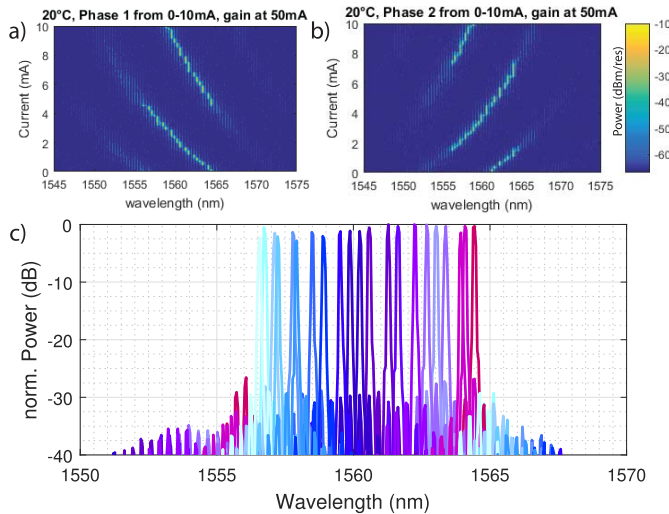 20°C, Phase 1 from 0-10mA, gain at 50mA
20°C, Phase 2 from 0-10mA, gain at 50mA
a)
b)
Current (mA)
10
8
6
4
2
0
1545 1550 1555 1560 1565 1570 1575
wavelength (nm)
Current (mA)
10
8
6
4
2
0
1545 1550 1555 1560 1565 1570 1575
wavelength (nm)
Power (dBm/res)
-10
-20
-30
-40
-50
-60
c)
norm. Power (dB)
0
-10
-20
-30
-40
1550 1555 1560 1565 1570
Wavelength (nm)